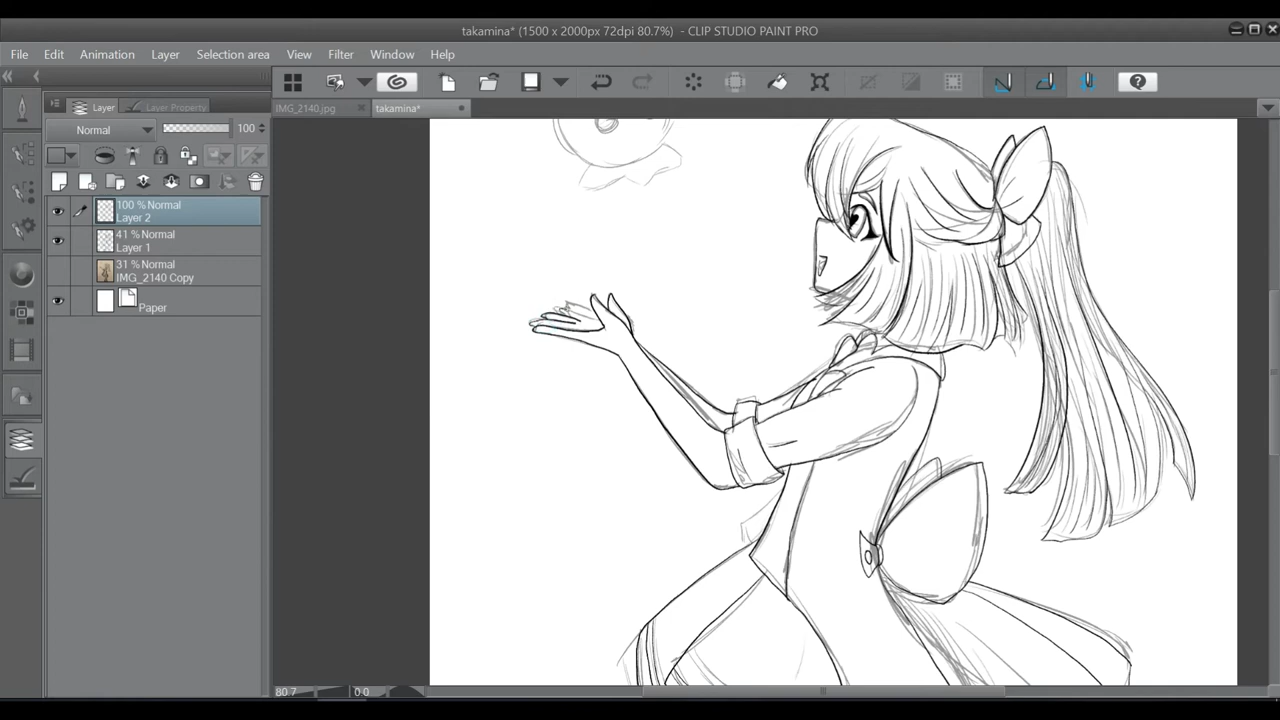 takamina* (1500 x 2000px 72dpi 80.7%) - CLIP STUDIO PAINT PRO
File Edit Animation Layer Selection area View Filter Window Help
Layer Layer Property
IMG_2140.jpg takamina*
Normal 100
100 % Normal
Layer 2
41 % Normal
Layer 1
31 % Normal
IMG_2140 Copy
Paper
80.7 0.0